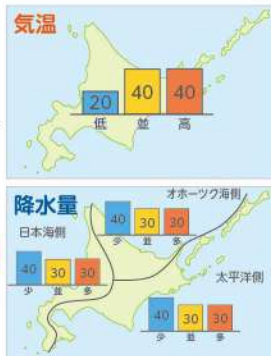 気温
20 40 40
低 並 高
降水量
オホーツク海側
40 30 30
少 並 多
日本海側
40 30 30
少 並 多
太平洋側
40 30 30
少 並 多